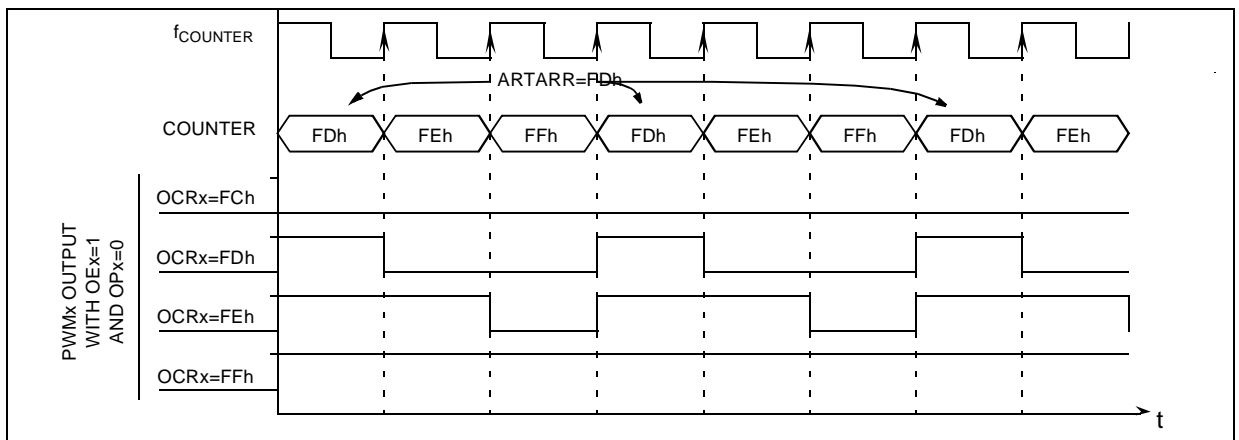 fCOUNTER
ARTARR=FDh
COUNTER
FDh FEh FFh FDh FEh FFh FDh FEh
PWMx OUTPUT
WITH OEx=1
AND OPx=0
OCRx=FCh
OCRx=FDh
OCRx=FEh
OCRx=FFh
t